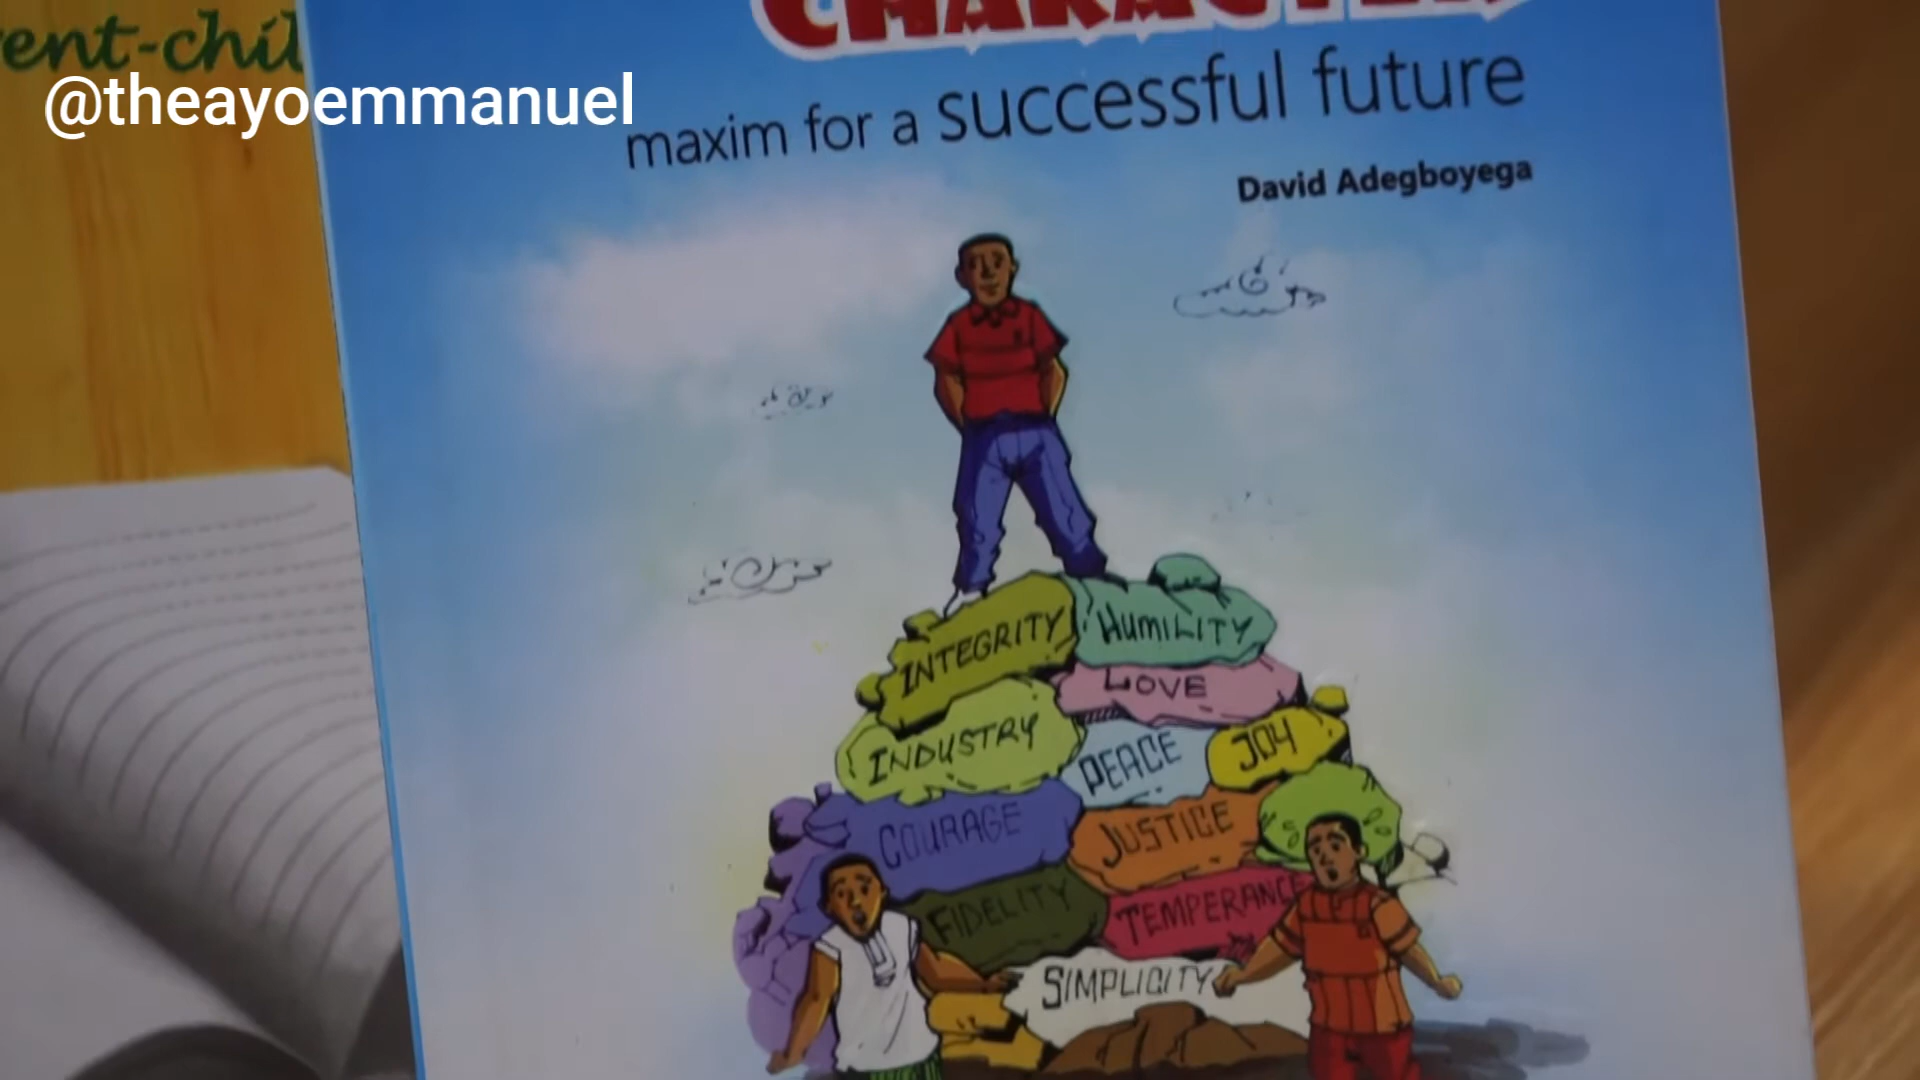 CHARACTER
ent-chil
@theayoemmanuel
maxim for a successful future
David Adegboyega
INTEGRITY
HUMILITY
LOVE
INDUSTRY
PEACE
JOY
COURAGE
JUSTICE
FIDELITY
TEMPERANCE
SIMPLICITY